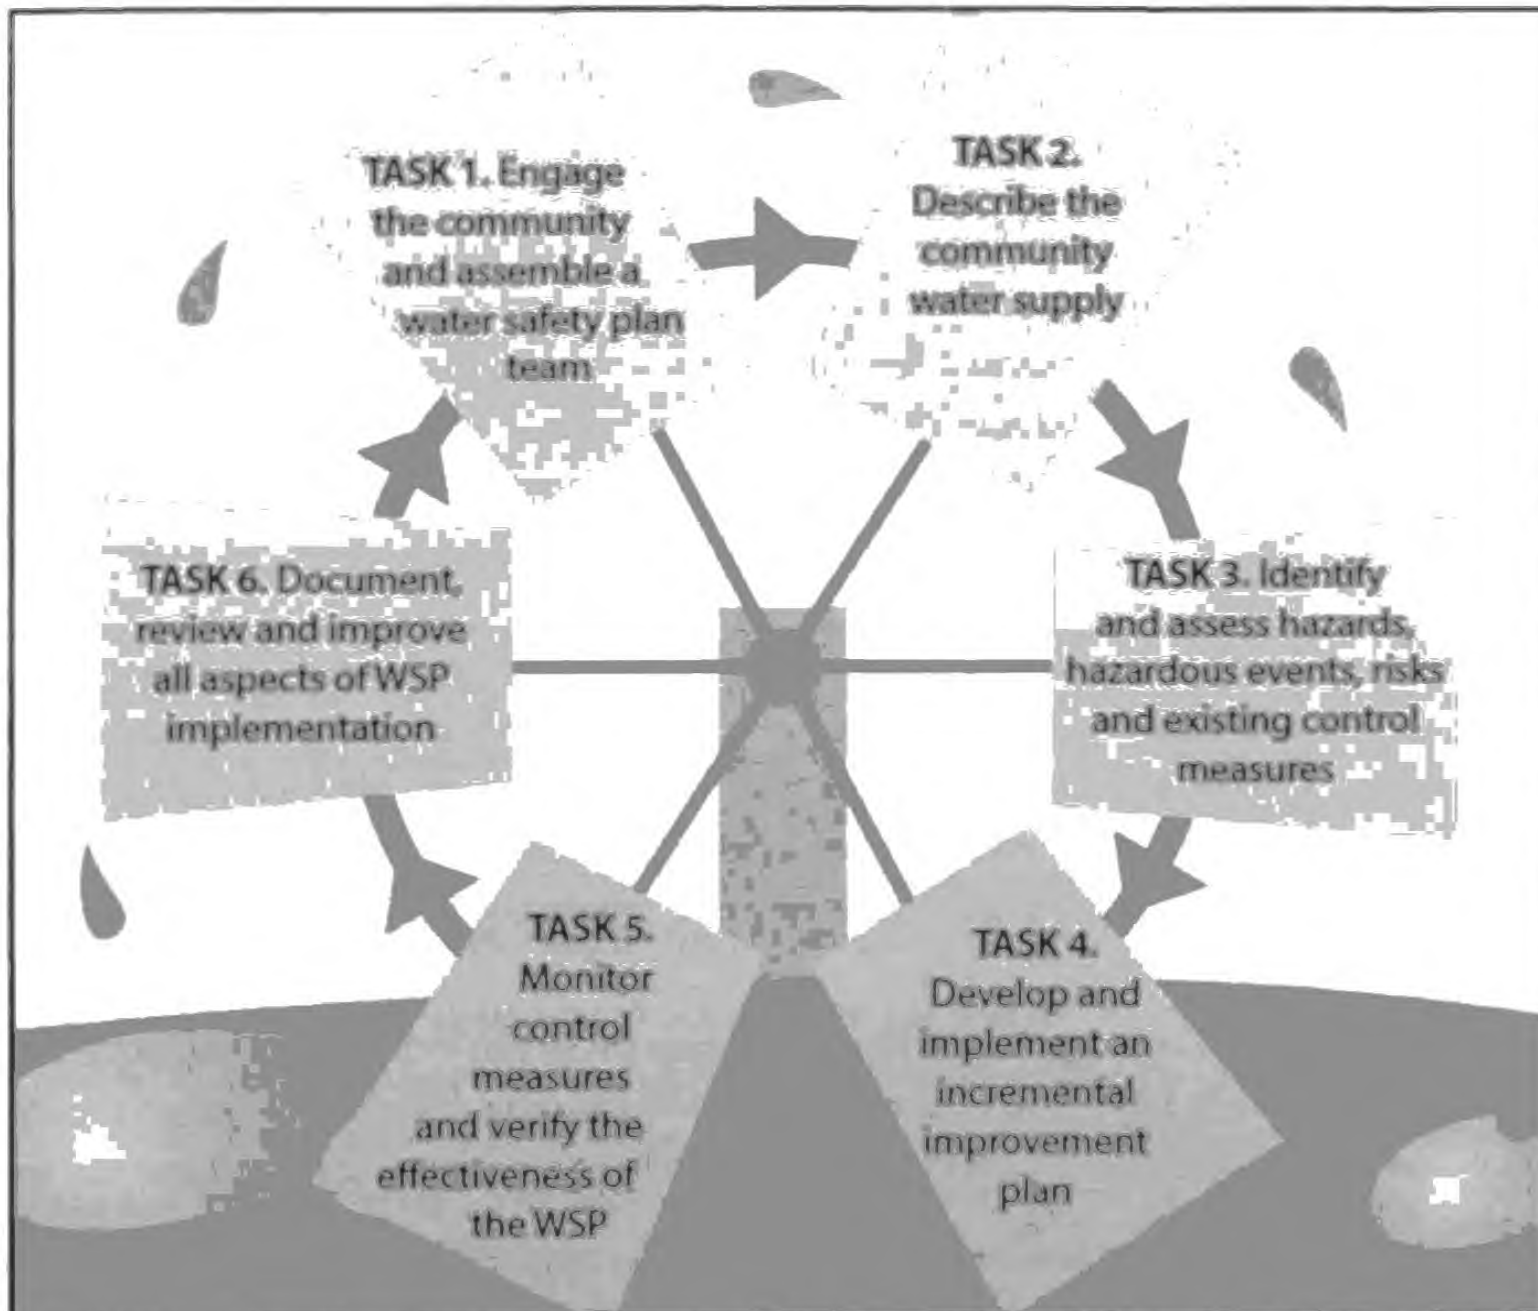 TASK 1. Engage
the community
and assemble a
water safety plan
team
TASK 2.
Describe the
community
water supply
TASK 3. Identify
and assess hazards,
hazardous events, risks
and existing control
measures
TASK 4.
Develop and
implement an
incremental
improvement
plan
TASK 5.
Monitor
control
measures
and verify the
effectiveness of
the WSP
TASK 6. Document,
review and improve
all aspects of WSP
implementation